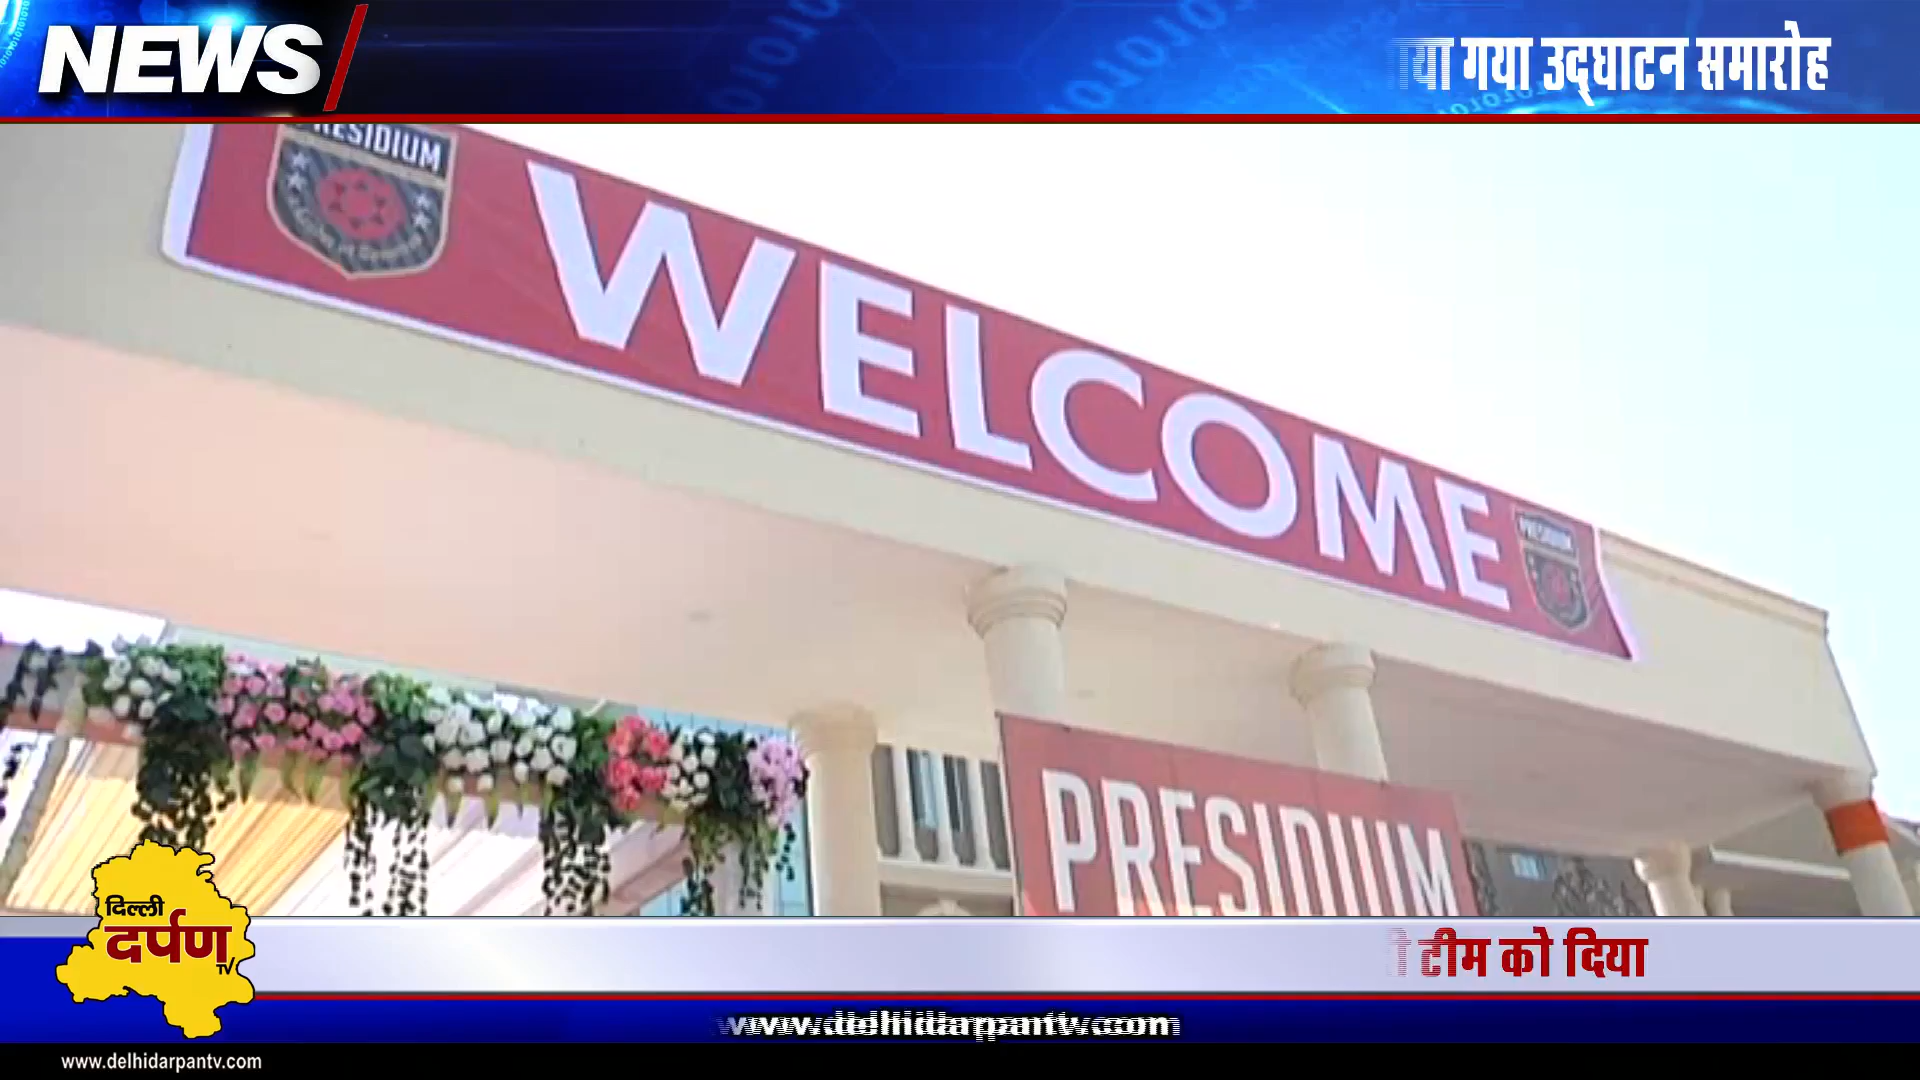 NEWS
गया उद्घाटन समारोह
PRESIDIUM
WELCOME
PRESIDIUM
PRESIDIUM
दिल्ली
दर्पण
TV
टीम को दिया
www.delhidarpantv.com
www.delhidarpantv.com